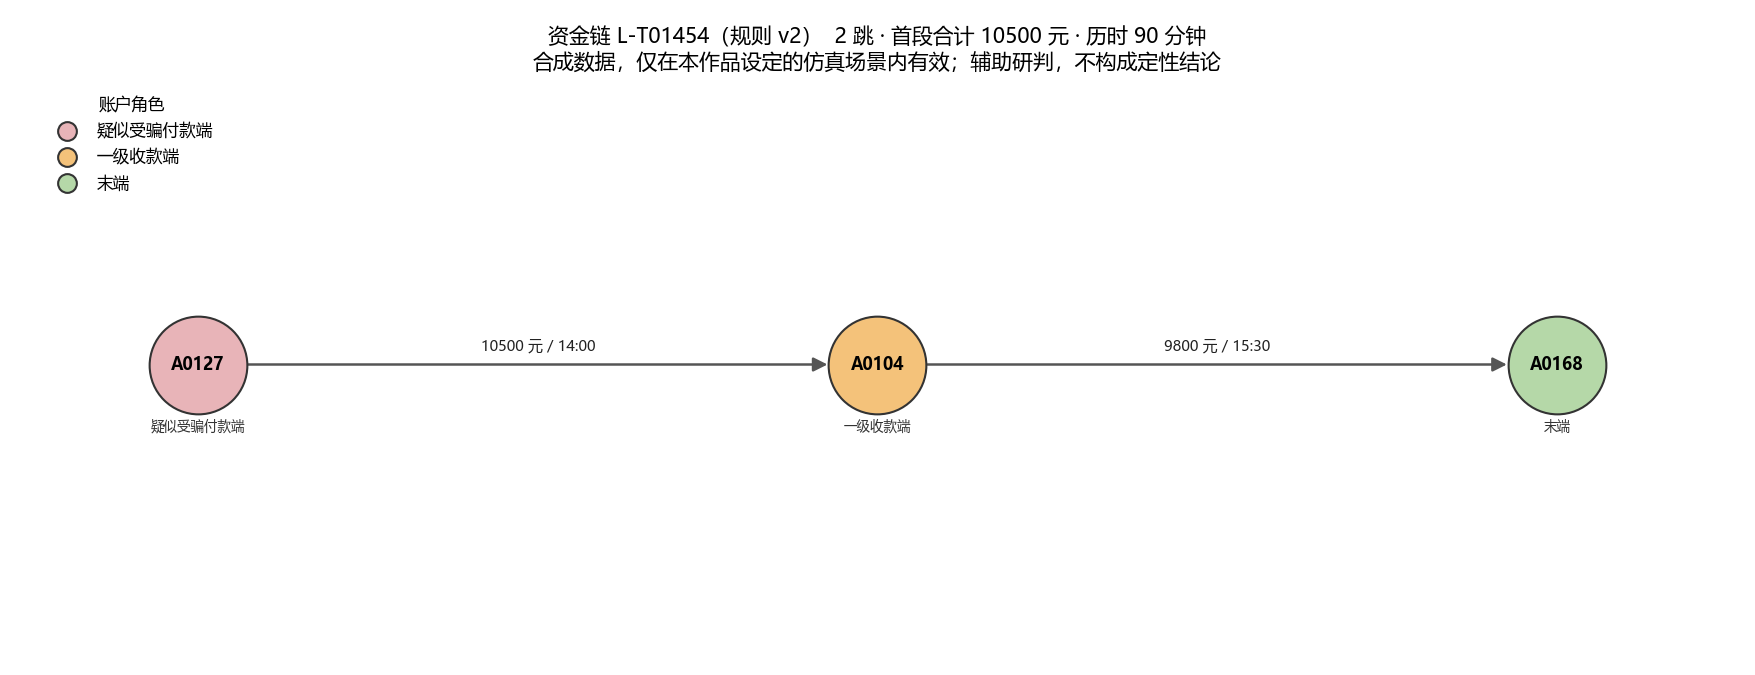 资金链 L-T01454（规则 v2） 2 跳 · 首段合计 10500 元 · 历时 90 分钟
合成数据，仅在本作品设定的仿真场景内有效；辅助研判，不构成定性结论
账户角色
疑似受骗付款端
一级收款端
末端
10500 元 / 14:00
9800 元 / 15:30
A0127
A0104
A0168
疑似受骗付款端
一级收款端
末端